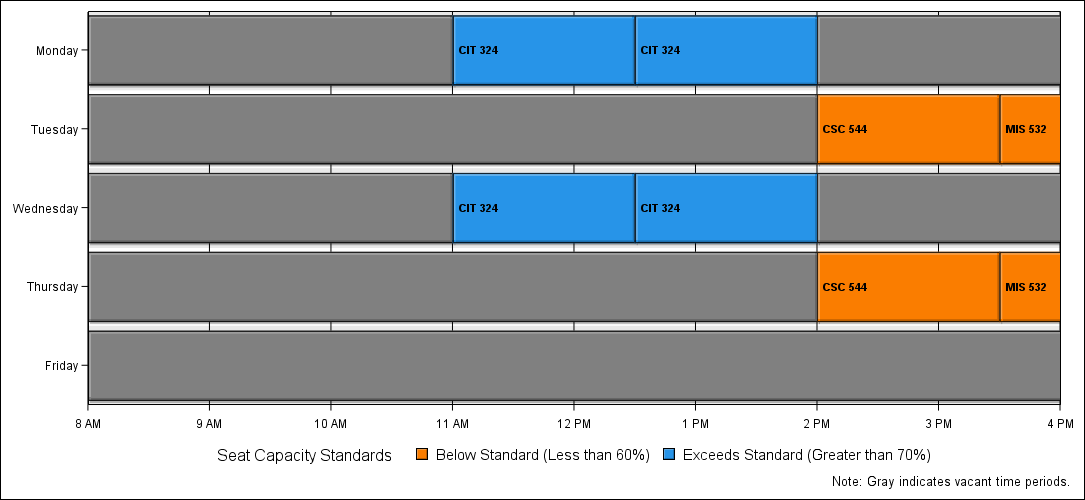 Monday CIT 324 CIT 324
Tuesday CSC 544 MIS 532
Wednesday CIT 324 CIT 324
Thursday CSC 544 MIS 532
Friday
8 AM 9 AM 10 AM 11 AM 12 PM 1 PM 2 PM 3 PM 4 PM
Seat Capacity Standards Below Standard (Less than 60%) Exceeds Standard (Greater than 70%)
Note: Gray indicates vacant time periods.